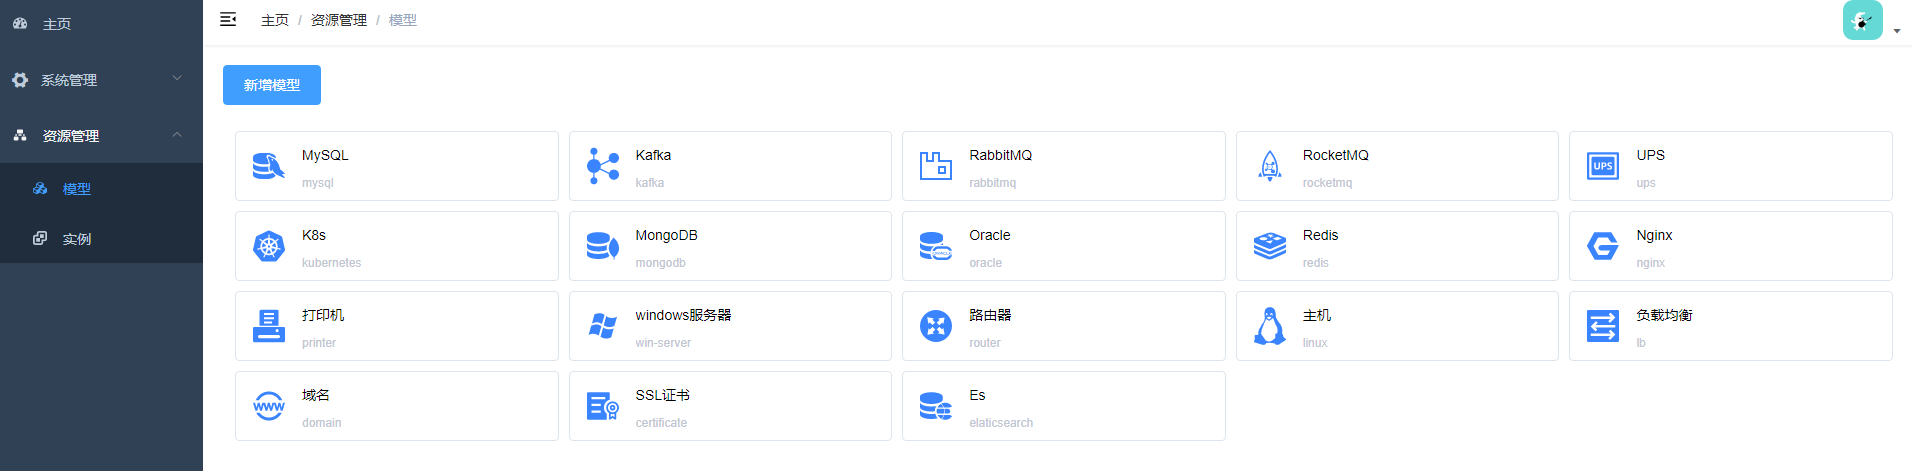 主页
系统管理
资源管理
模型
实例
主页 / 资源管理 / 模型
新增模型
MySQL
mysql
Kafka
kafka
RabbitMQ
rabbitmq
RocketMQ
rocketmq
UPS
UPS
ups
K8s
kubernetes
MongoDB
mongodb
Oracle
oracle
Redis
redis
Nginx
nginx
打印机
printer
windows服务器
win-server
路由器
router
主机
linux
负载均衡
lb
WWW
域名
domain
SSL证书
certificate
Es
elaticsearch